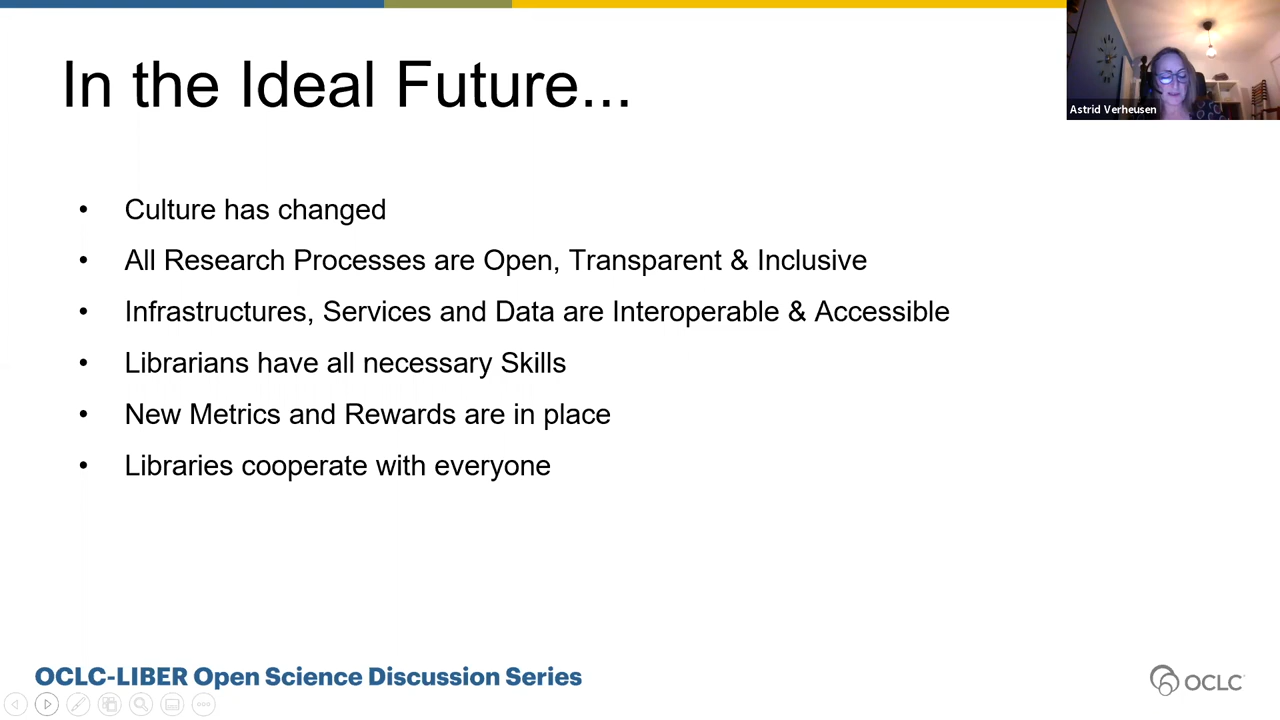 In the Ideal Future...
Astrid Verheusen
• Culture has changed
• All Research Processes are Open, Transparent & Inclusive
• Infrastructures, Services and Data are Interoperable & Accessible
• Librarians have all necessary Skills
• New Metrics and Rewards are in place
• Libraries cooperate with everyone
OCLC-LIBER Open Science Discussion Series
OCLC